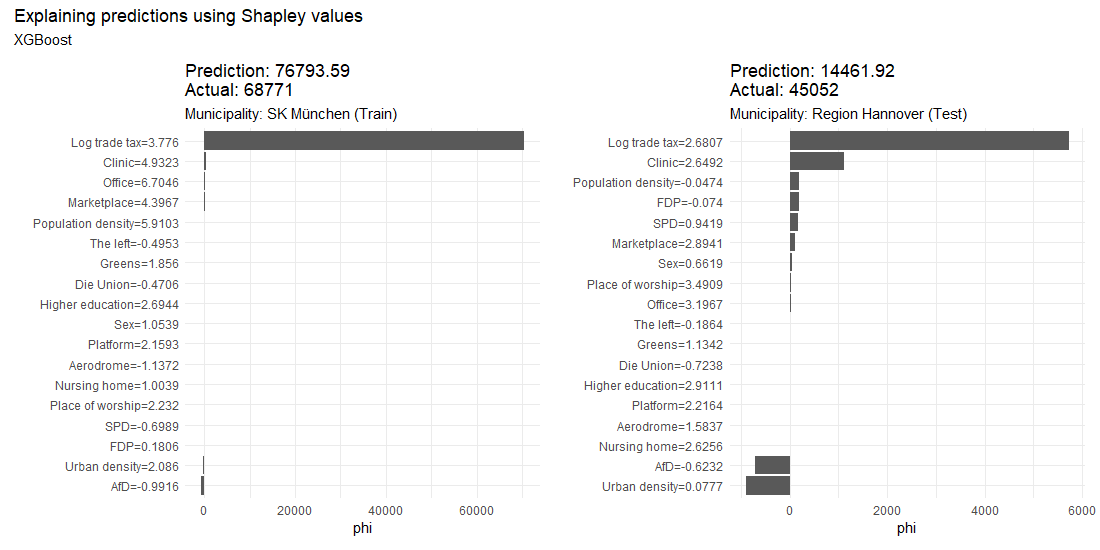 Explaining predictions using Shapley values
XGBoost
Prediction: 76793.59
Actual: 68771
Municipality: SK München (Train)
Log trade tax=3.776
Clinic=4.9323
Office=6.7046
Marketplace=4.3967
Population density=5.9103
The left=-0.4953
Greens=1.856
Die Union=-0.4706
Higher education=2.6944
Sex=1.0539
Platform=2.1593
Aerodrome=-1.1372
Nursing home=1.0039
Place of worship=2.232
SPD=-0.6989
FDP=0.1806
Urban density=2.086
AfD=-0.9916
0 20000 40000 60000
phi
Prediction: 14461.92
Actual: 45052
Municipality: Region Hannover (Test)
Log trade tax=2.6807
Clinic=2.6492
Population density=-0.0474
FDP=-0.074
SPD=0.9419
Marketplace=2.8941
Sex=0.6619
Place of worship=3.4909
Office=3.1967
The left=-0.1864
Greens=1.1342
Die Union=-0.7238
Higher education=2.9111
Platform=2.2164
Aerodrome=1.5837
Nursing home=2.6256
AfD=-0.6232
Urban density=0.0777
0 2000 4000 6000
phi